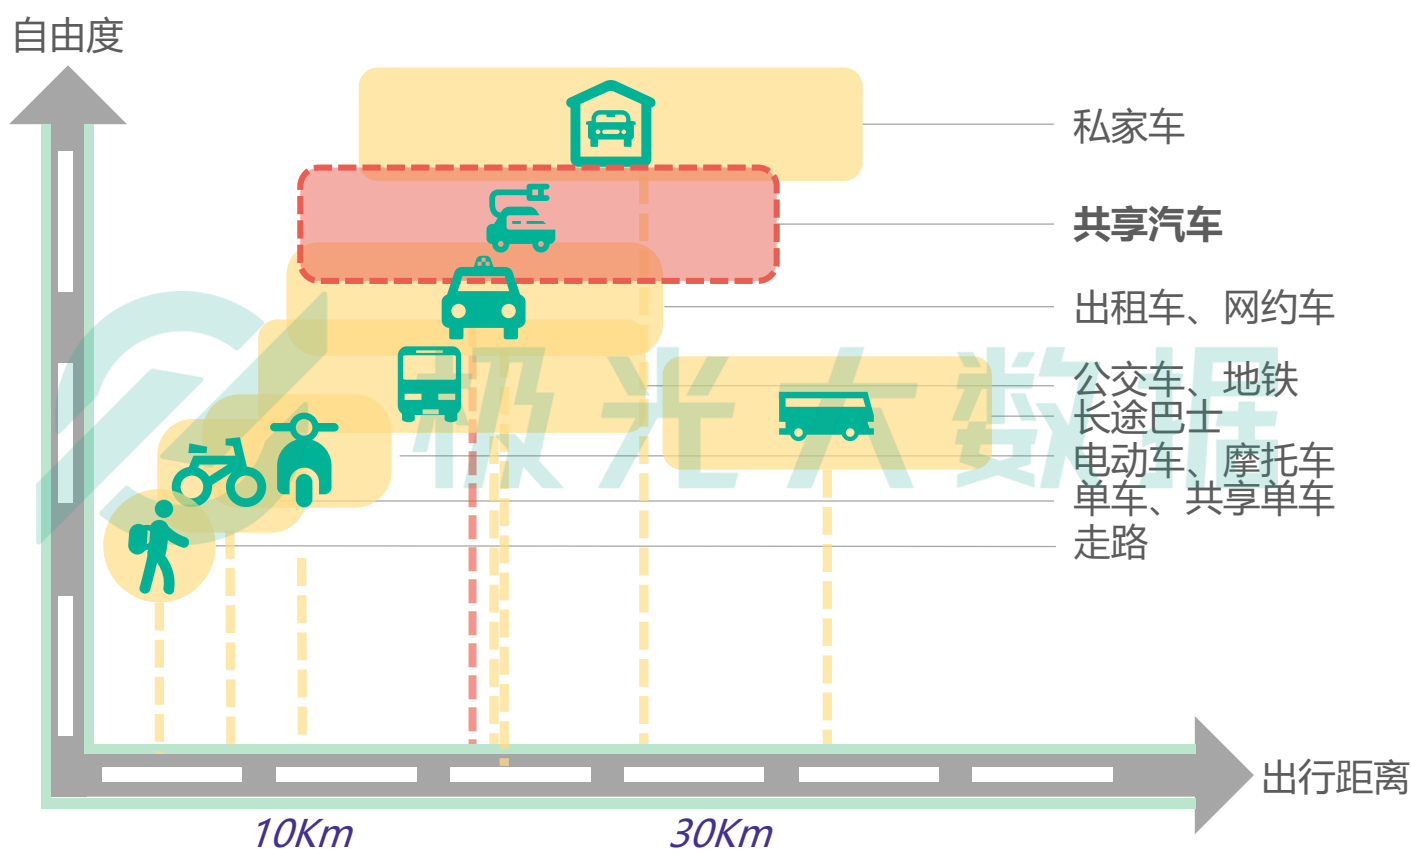 自由度
私家车
共享汽车
出租车、网约车
公交车、地铁
长途巴士
电动车、摩托车
单车、共享单车
走路
极光大数据
出行距离
10Km
30Km